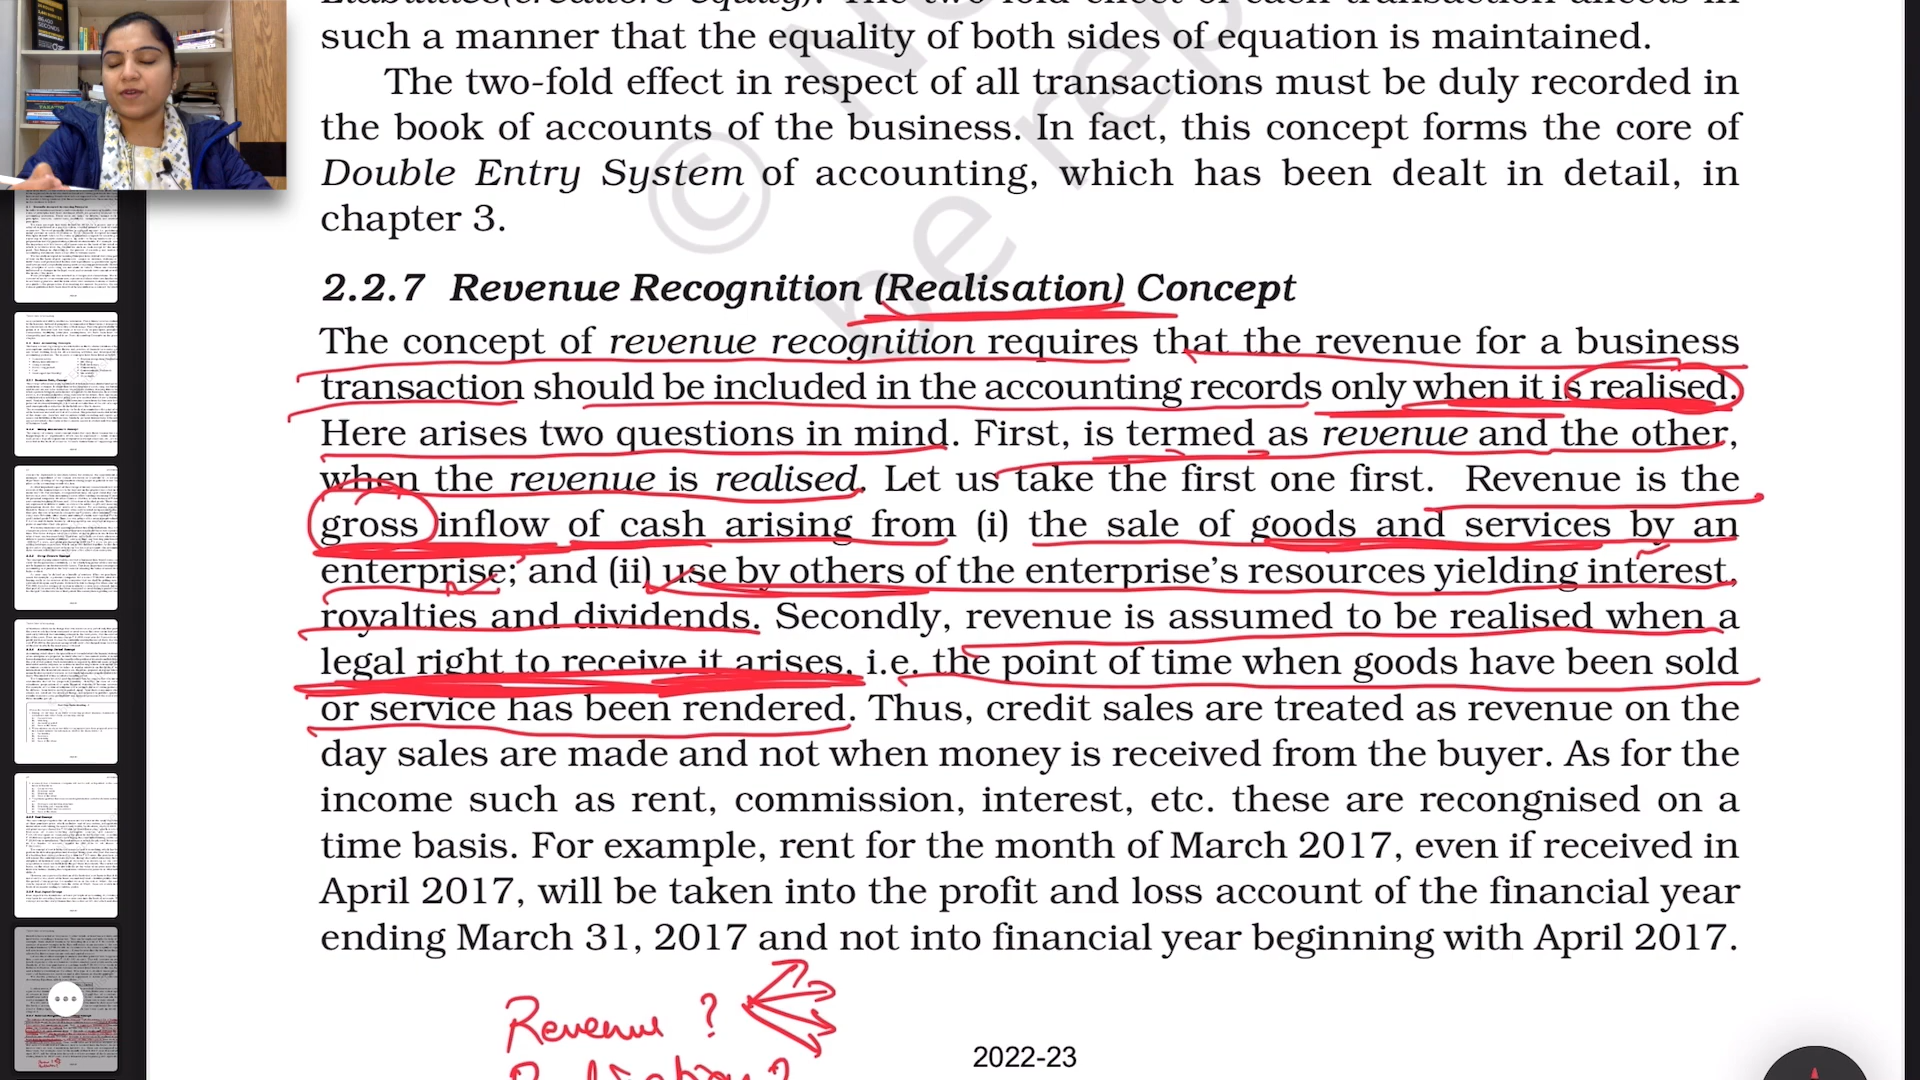 Liabilities(creditors equity). The two-fold effect of each transaction affects in
such a manner that the equality of both sides of equation is maintained.
The two-fold effect in respect of all transactions must be duly recorded in
the book of accounts of the business. In fact, this concept forms the core of
Double Entry System of accounting, which has been dealt in detail, in
chapter 3.
2.2.7 Revenue Recognition (Realisation) Concept
The concept of revenue recognition requires that the revenue for a business
transaction should be included in the accounting records only when it is realised.
Here arises two questions in mind. First, is termed as revenue and the other,
when the revenue is realised. Let us take the first one first. Revenue is the
gross inflow of cash arising from (i) the sale of goods and services by an
enterprise; and (ii) use by others of the enterprise's resources yielding interest,
royalties and dividends. Secondly, revenue is assumed to be realised when a
legal right to receive it arises, i.e. the point of time when goods have been sold
or service has been rendered. Thus, credit sales are treated as revenue on the
day sales are made and not when money is received from the buyer. As for the
income such as rent, commission, interest, etc. these are recongnised on a
time basis. For example, rent for the month of March 2017, even if received in
April 2017, will be taken into the profit and loss account of the financial year
ending March 31, 2017 and not into financial year beginning with April 2017.
Revenue ?
2022-23